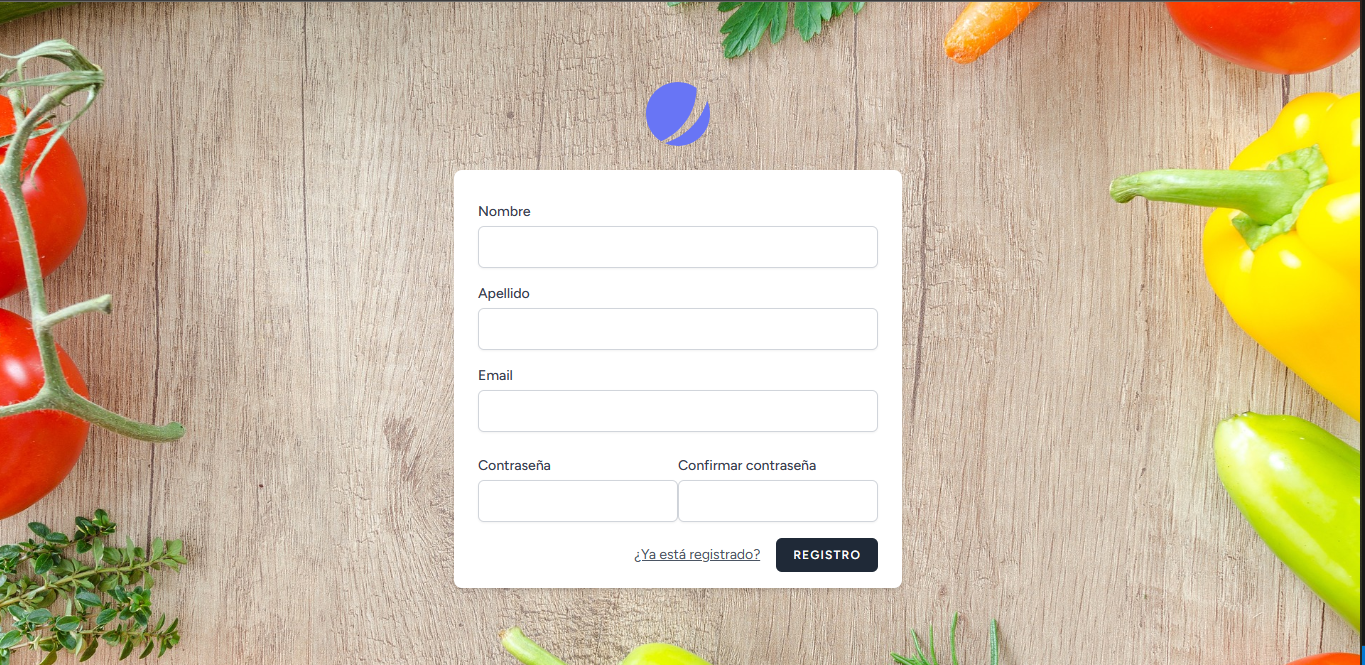 Nombre
Apellido
Email
Contraseña Confirmar contraseña
¿Ya está registrado? REGISTRO